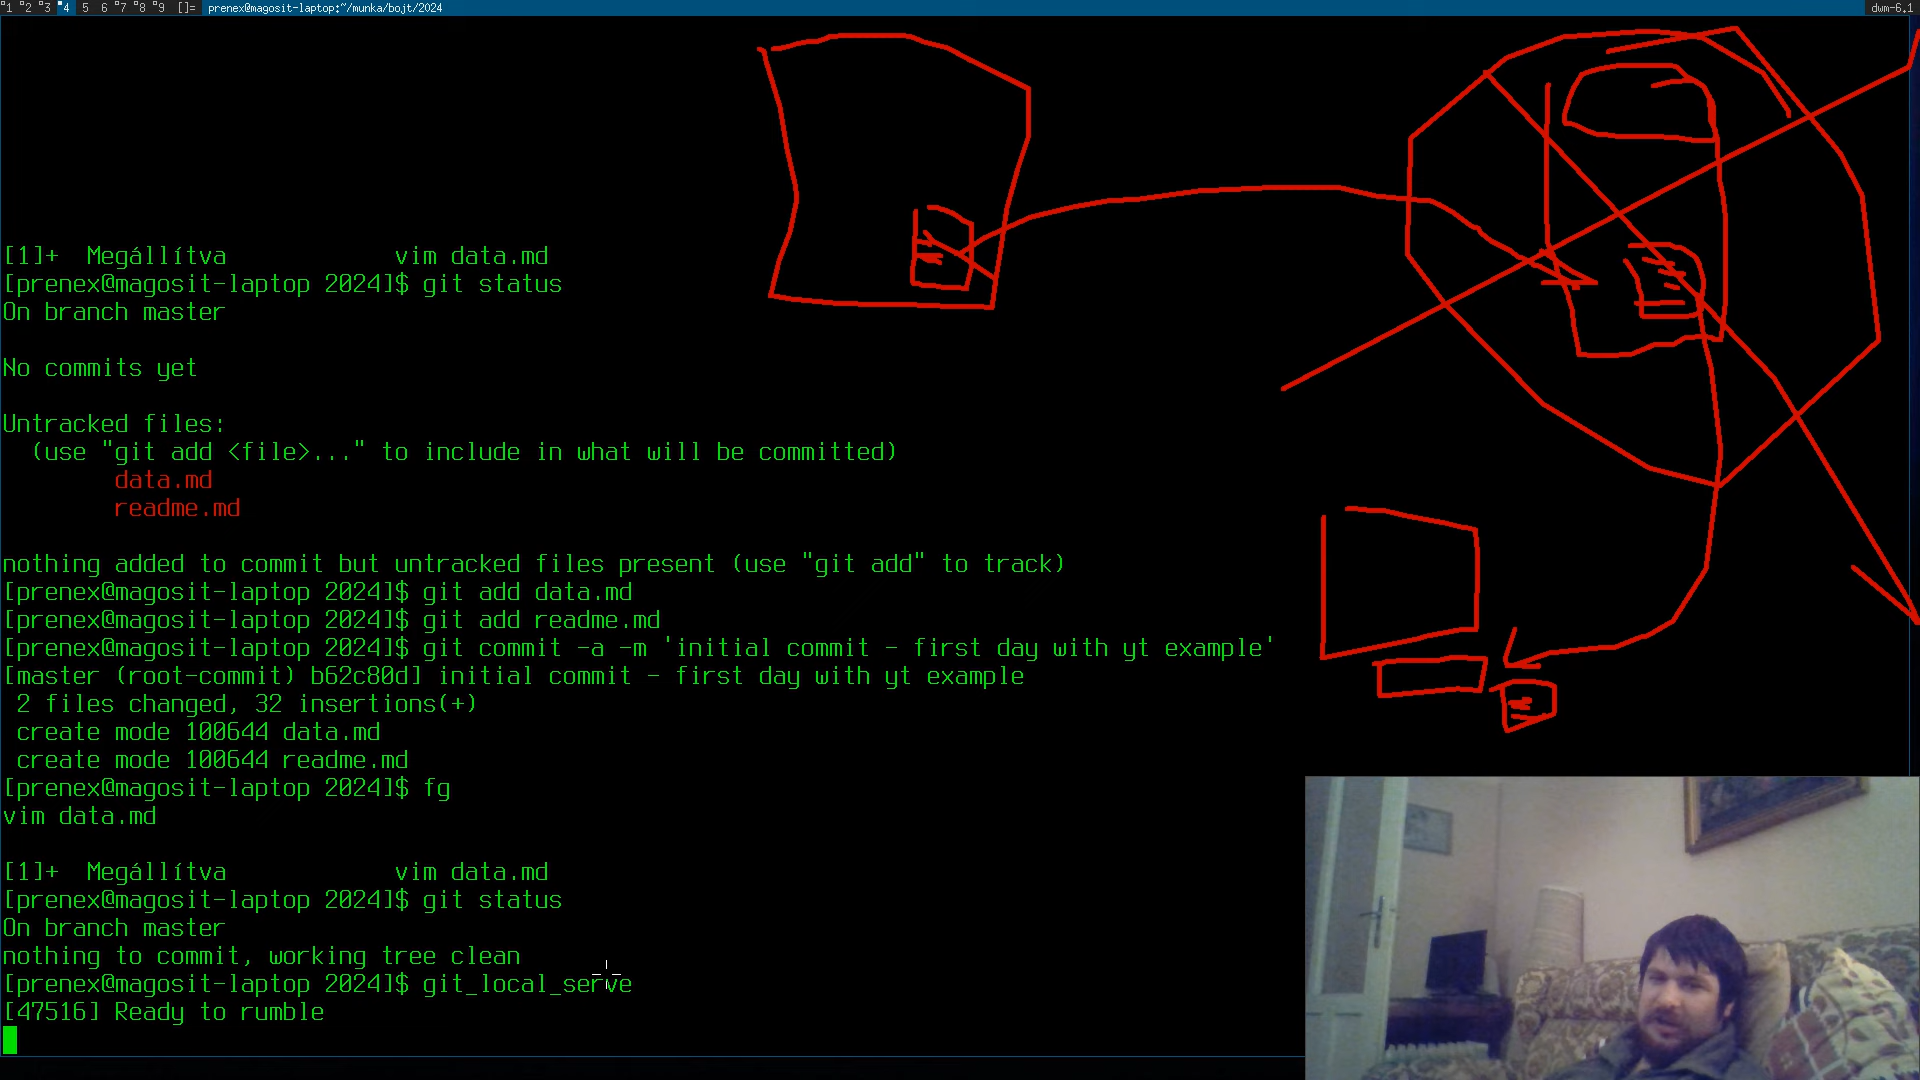 1 2 3 4 5 6 7 8 9 []= prenex@magosit-laptop:~/munka/bojt/2024 dwm-6.1
[1]+  Megállítva            vim data.md
[prenex@magosit-laptop 2024]$ git status
On branch master
No commits yet
Untracked files:
  (use "git add <file>..." to include in what will be committed)
        data.md
        readme.md
nothing added to commit but untracked files present (use "git add" to track)
[prenex@magosit-laptop 2024]$ git add data.md
[prenex@magosit-laptop 2024]$ git add readme.md
[prenex@magosit-laptop 2024]$ git commit -a -m 'initial commit - first day with yt example'
[master (root-commit) b62c80d] initial commit - first day with yt example
 2 files changed, 32 insertions(+)
 create mode 100644 data.md
 create mode 100644 readme.md
[prenex@magosit-laptop 2024]$ fg
vim data.md
[1]+  Megállítva            vim data.md
[prenex@magosit-laptop 2024]$ git status
On branch master
nothing to commit, working tree clean
[prenex@magosit-laptop 2024]$ git_local_serve
[47516] Ready to rumble